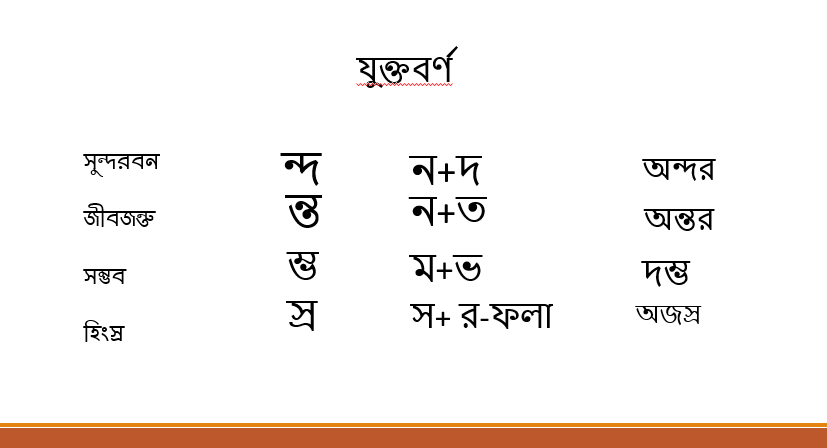 যুক্তবর্ণ
সুন্দরবন ন্দ ন+দ অন্দর
জীবজন্তু ন্ত ন+ত অন্তর
সম্ভব ম্ভ ম+ভ দম্ভ
হিংস্র স্র স+ র-ফলা অজস্র